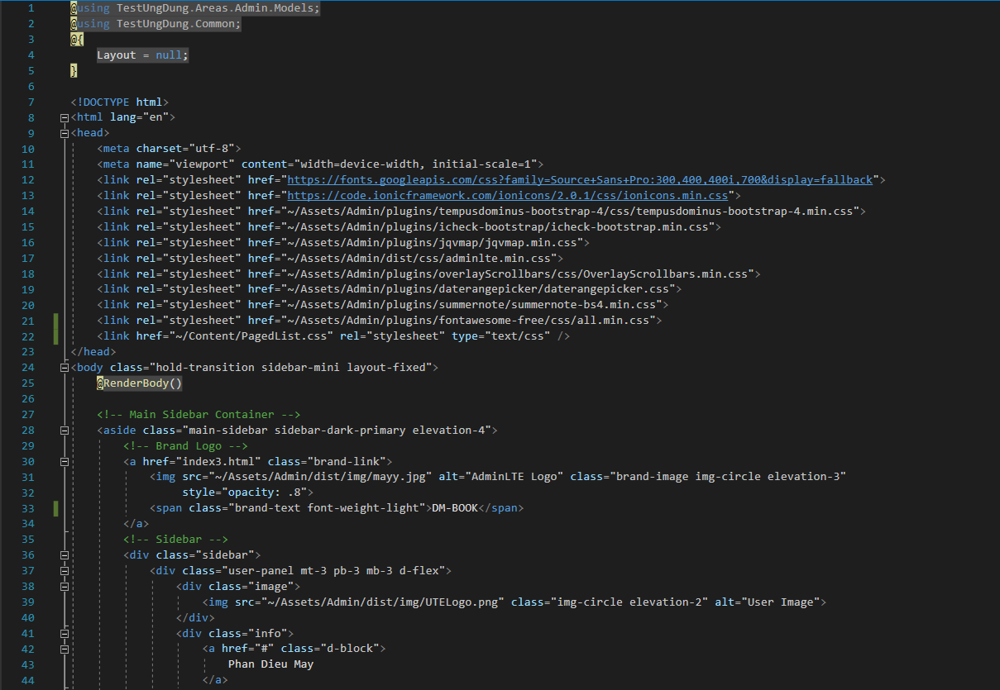 1 @using TestUngDung.Areas.Admin.Models;
2 @using TestUngDung.Common;
3 @{
4     Layout = null;
5 }
6
7 <!DOCTYPE html>
8 <html lang="en">
9 <head>
10     <meta charset="utf-8">
11     <meta name="viewport" content="width=device-width, initial-scale=1">
12     <link rel="stylesheet" href="https://fonts.googleapis.com/css?family=Source+Sans+Pro:300,400,400i,700&display=fallback">
13     <link rel="stylesheet" href="https://code.ionicframework.com/ionicons/2.0.1/css/ionicons.min.css">
14     <link rel="stylesheet" href="~/Assets/Admin/plugins/tempusdominus-bootstrap-4/css/tempusdominus-bootstrap-4.min.css">
15     <link rel="stylesheet" href="~/Assets/Admin/plugins/icheck-bootstrap/icheck-bootstrap.min.css">
16     <link rel="stylesheet" href="~/Assets/Admin/plugins/jqvmap/jqvmap.min.css">
17     <link rel="stylesheet" href="~/Assets/Admin/dist/css/adminlte.min.css">
18     <link rel="stylesheet" href="~/Assets/Admin/plugins/overlayScrollbars/css/OverlayScrollbars.min.css">
19     <link rel="stylesheet" href="~/Assets/Admin/plugins/daterangepicker/daterangepicker.css">
20     <link rel="stylesheet" href="~/Assets/Admin/plugins/summernote/summernote-bs4.min.css">
21     <link rel="stylesheet" href="~/Assets/Admin/plugins/fontawesome-free/css/all.min.css">
22     <link href="~/Content/PagedList.css" rel="stylesheet" type="text/css" />
23 </head>
24 <body class="hold-transition sidebar-mini layout-fixed">
25     @RenderBody()
26
27     <!-- Main Sidebar Container -->
28     <aside class="main-sidebar sidebar-dark-primary elevation-4">
29         <!-- Brand Logo -->
30         <a href="index3.html" class="brand-link">
31             <img src="~/Assets/Admin/dist/img/mayy.jpg" alt="AdminLTE Logo" class="brand-image img-circle elevation-3"
32                  style="opacity: .8">
33             <span class="brand-text font-weight-light">DM-BOOK</span>
34         </a>
35         <!-- Sidebar -->
36         <div class="sidebar">
37             <div class="user-panel mt-3 pb-3 mb-3 d-flex">
38                 <div class="image">
39                     <img src="~/Assets/Admin/dist/img/UTELogo.png" class="img-circle elevation-2" alt="User Image">
40                 </div>
41                 <div class="info">
42                     <a href="#" class="d-block">
43                         Phan Dieu May
44                     </a>